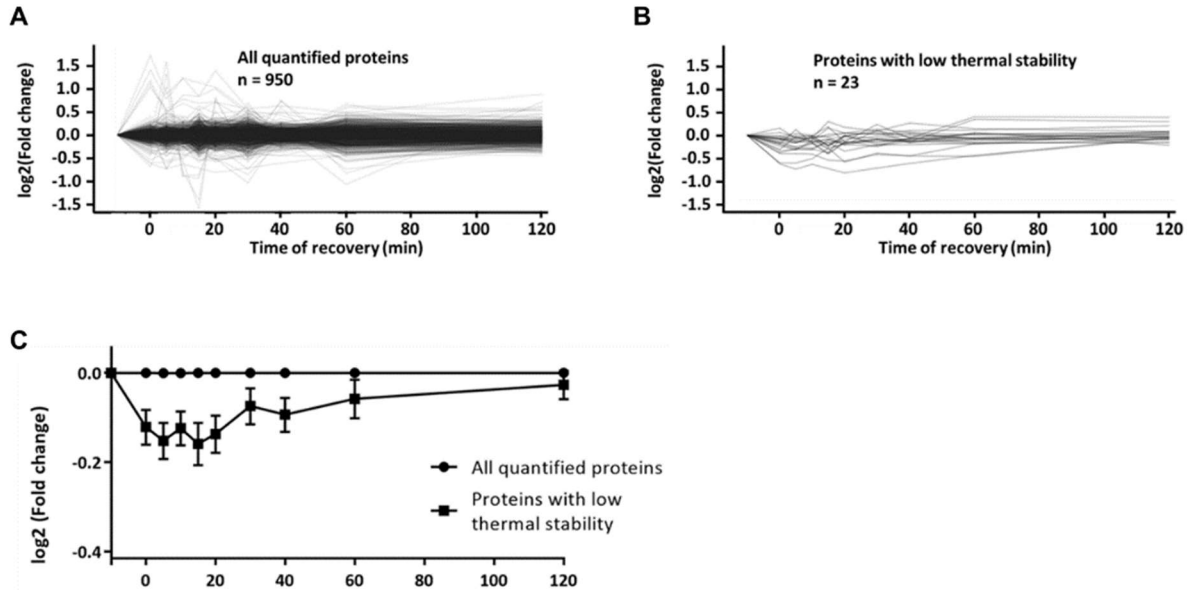 A
All quantified proteins
n = 950
log2(Fold change)
1.5
1.0
0.5
0.0
-0.5
-1.0
-1.5
0 20 40 60 80 100 120
Time of recovery (min)
B
Proteins with low thermal stability
n = 23
log2(Fold change)
1.5
1.0
0.5
0.0
-0.5
-1.0
-1.5
0 20 40 60 80 100 120
Time of recovery (min)
C
log2 (Fold change)
0.0
-0.2
-0.4
All quantified proteins
Proteins with low
thermal stability
0 20 40 60 80 100 120